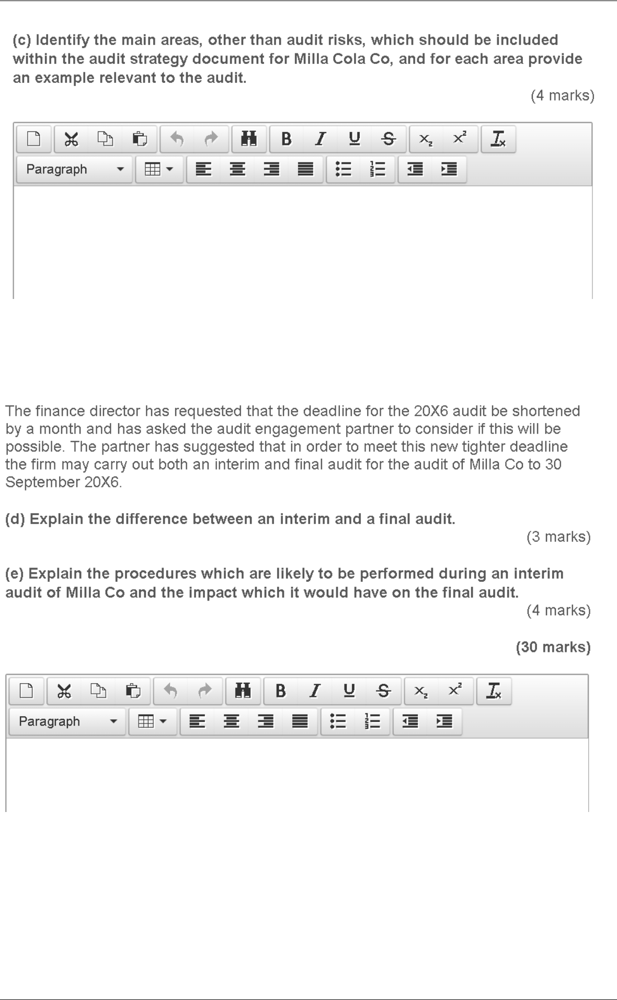 (c) Identify the main areas, other than audit risks, which should be included
within the audit strategy document for Milla Cola Co, and for each area provide
an example relevant to the audit.
(4 marks)
B I U S x₂ x² Ix
Paragraph
The finance director has requested that the deadline for the 20X6 audit be shortened
by a month and has asked the audit engagement partner to consider if this will be
possible. The partner has suggested that in order to meet this new tighter deadline
the firm may carry out both an interim and final audit for the audit of Milla Co to 30
September 20X6.
(d) Explain the difference between an interim and a final audit.
(3 marks)
(e) Explain the procedures which are likely to be performed during an interim
audit of Milla Co and the impact which it would have on the final audit.
(4 marks)
(30 marks)
B I U S x₂ x² Ix
Paragraph